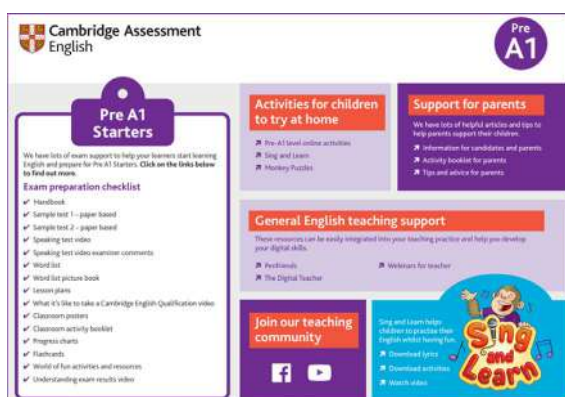 Cambridge Assessment
English
Pre
A1
Pre A1
Starters
We have lots of exam support to help your learners start learning
English and prepare for Pre A1 Starters. Click on the links below
to find out more.
Exam preparation checklist
✔ Handbook
✔ Sample test 1 – paper based
✔ Sample test 2 – paper based
✔ Speaking test video
✔ Speaking test video examiner comments
✔ Word list
✔ Word list picture book
✔ Lesson plans
✔ What it's like to take a Cambridge English Qualification video
✔ Classroom posters
✔ Classroom activity booklet
✔ Progress charts
✔ Flashcards
✔ World of fun activities and resources
✔ Understanding exam results video
Activities for children
to try at home
Pre-A1 level online activities
Sing and Learn
Monkey Puzzles
Support for parents
We have lots of helpful articles and tips to
help parents support their children.
Information for candidates and parents
Activity booklet for parents
Tips and advice for parents
General English teaching support
These resources can be easily integrated into your teaching practice and help you develop
your digital skills.
Penfriends
The Digital Teacher
Webinars for teacher
Join our teaching
community
Sing and Learn helps
children to practise their
English whilst having fun.
Download lyrics
Download activities
Watch video
Sing
and
Learn